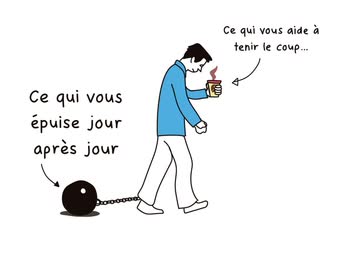 Ce qui vous aide à
tenir le coup...
Ce qui vous
épuise jour
après jour